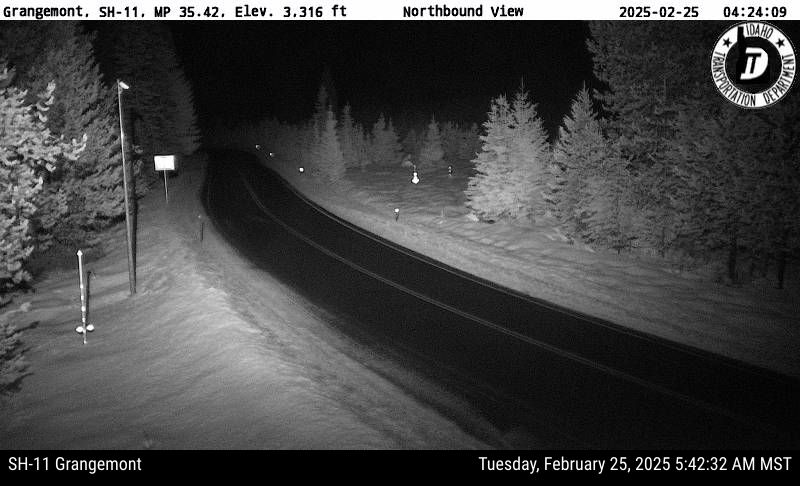 Grangemont, SH-11, MP 35.42, Elev. 3,316 ft Northbound View 2025-02-25 04:24:09
IDAHO
TRANSPORTATION DEPARTMENT
SH-11 Grangemont Tuesday, February 25, 2025 5:42:32 AM MST